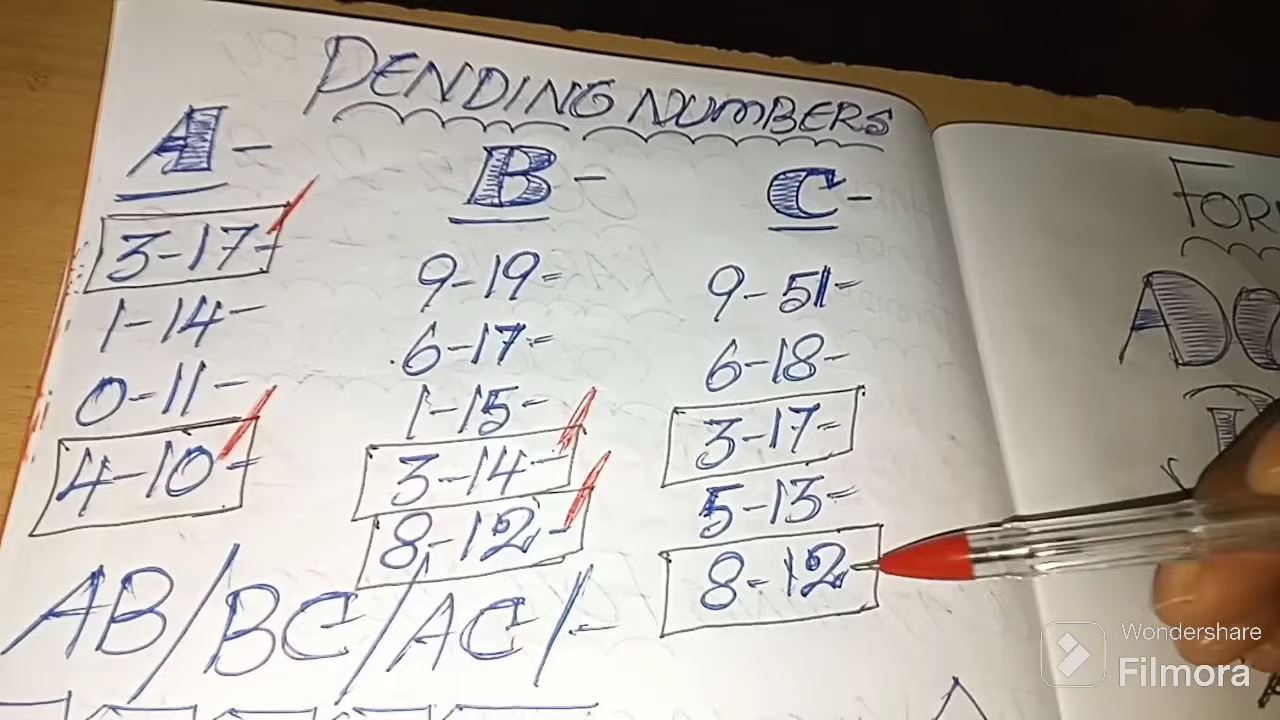 PENDING NUMBERS
A-
3-17-
1-14-
0-11-
4-10-
B-
9-19=
6-17=
1-15-
3-14-
8-12-
C-
9-51-
6-18-
3-17=
5-13-
8-12-
AB/BC/AC/-
FOR
Wondershare
Filmora